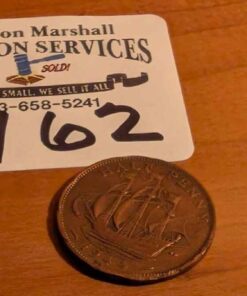 on Marshall
ON SERVICES
SOLD!
SMALL, WE SELL IT ALL
3-658-5241
162
HALF PENNY